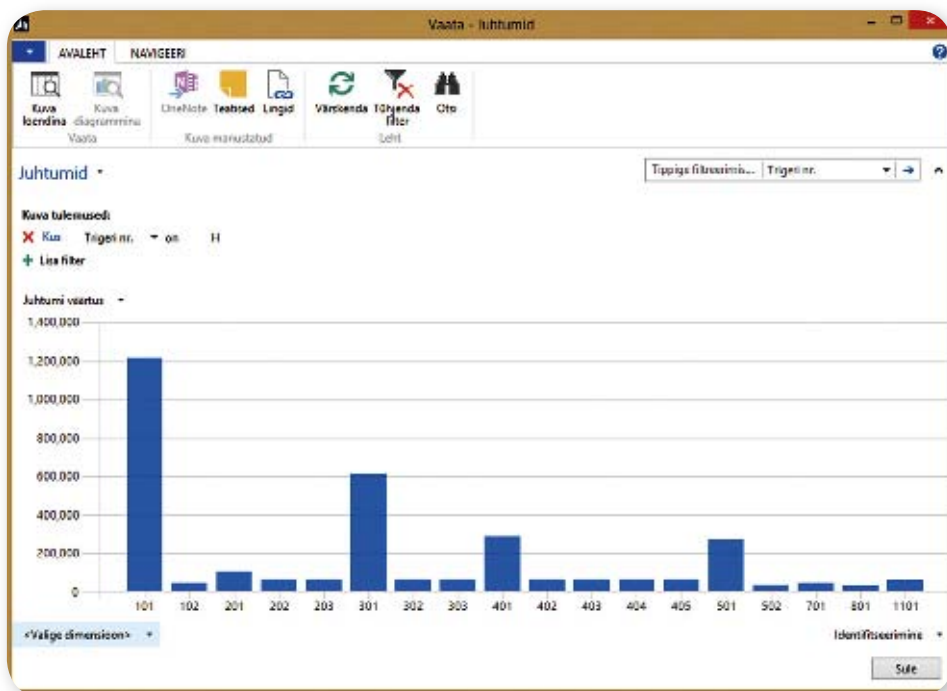 Vaata - Juhtumid
AVALEHT NAVIGEERI
Kuva loendina
Kuva diagrammina
OneNote Teatised Lingid
Värskenda Tühjenda filter Otsi
Vaata Kuva manustatud Leht
Juhtumid
Tippige filtreerimis... Trigeri nr.
Kuva tulemused:
Kus Trigeri nr. on H
Lisa filter
Juhtumi väärtus
1,400,000
1,200,000
1,000,000
800,000
600,000
400,000
200,000
0
101 102 201 202 203 301 302 303 401 402 403 404 405 501 502 701 801 1101
<Valige dimensioon> Identifitseerimine
Sule